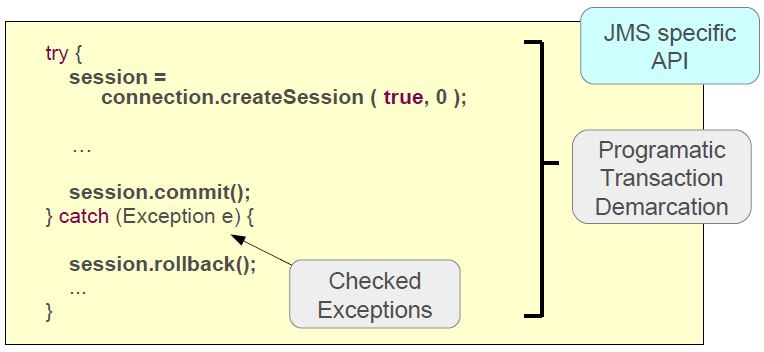 JMS specific
API
try {
session =
connection.createSession ( true, 0 );
...
session.commit();
} catch (Exception e) {
session.rollback();
...
}
Programatic
Transaction
Demarcation
Checked
Exceptions